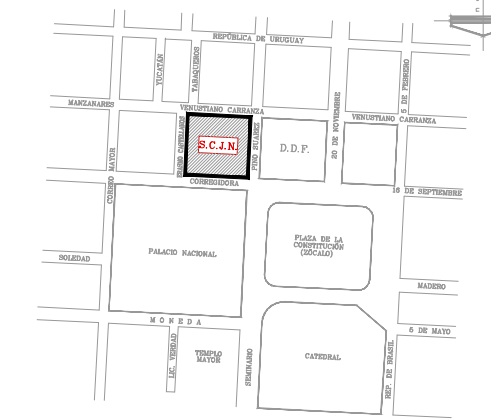 C
REPÚBLICA DE URUGUAY
YUCATÁN
TABAQUEROS
5 DE FEBRERO
MANZANARES
VENUSTIANO CARRANZA
20 DE NOVIEMBRE
VENUSTIANO CARRANZA
ERASMO CASTELLANOS
S.C.J.N.
PINO SUAREZ
D.D.F.
CORREO MAYOR
CORREGIDORA
16 DE SEPTIEMBRE
PLAZA DE LA
CONSTITUCIÓN
(ZÓCALO)
PALACIO NACIONAL
SOLEDAD
MADERO
MONEDA
5 DE MAYO
LIC. VERDAD
TEMPLO
MAYOR
SEMINARIO
CATEDRAL
REP. DE BRASIL